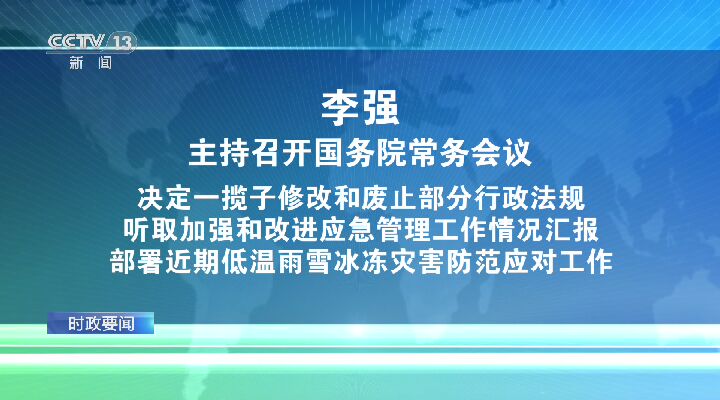 CCTV 13
新闻
李强
主持召开国务院常务会议
决定一揽子修改和废止部分行政法规
听取加强和改进应急管理工作情况汇报
部署近期低温雨雪冰冻灾害防范应对工作
时政要闻